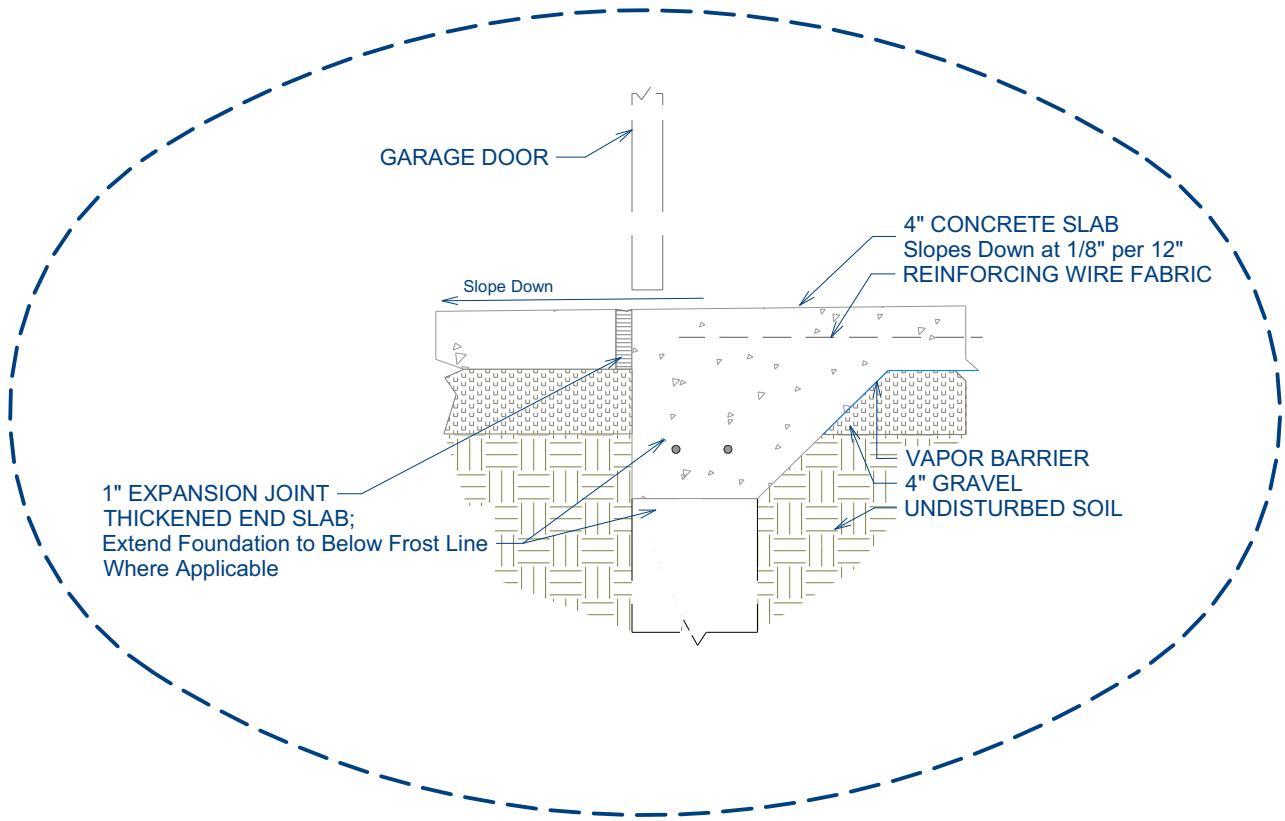 GARAGE DOOR
4" CONCRETE SLAB
Slopes Down at 1/8" per 12"
REINFORCING WIRE FABRIC
Slope Down
VAPOR BARRIER
4" GRAVEL
UNDISTURBED SOIL
1" EXPANSION JOINT
THICKENED END SLAB;
Extend Foundation to Below Frost Line
Where Applicable